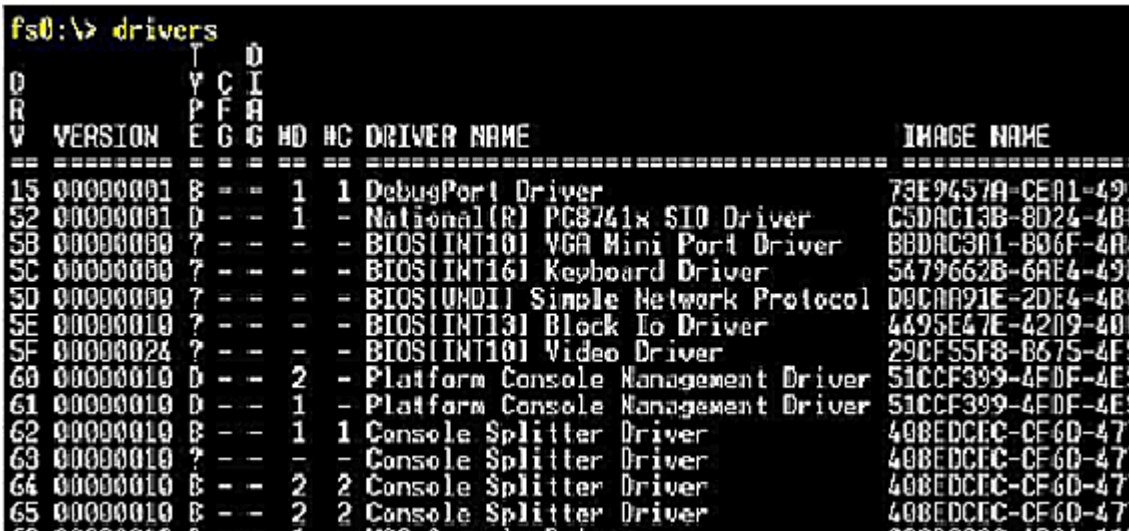 fs0:\> drivers
T D
D Y C I
R P F A
V VERSION E G G #D #C DRIVER NAME IMAGE NAME
== ======== = = = == == =================================== ===============
15 00000001 B - - 1 1 DebugPort Driver 73E9457A-CEA1-49
52 00000001 D - - 1 - National(R) PC8741x SIO Driver C5DAC13B-8D24-4B
5B 00000000 ? - - - - BIOS[INT10] VGA Mini Port Driver BBDAC3A1-B06F-4A
5C 00000000 ? - - - - BIOS[INT16] Keyboard Driver 5479662B-6AE4-49
5D 00000000 ? - - - - BIOS[UNDI] Simple Network Protocol D0CAA91E-2DE4-4B
5E 00000010 ? - - - - BIOS[INT13] Block Io Driver 4495E47E-42A9-40
5F 00000024 ? - - - - BIOS[INT10] Video Driver 29CF55F8-B675-4F
60 00000010 D - - 2 - Platform Console Management Driver 51CCF399-4FDF-4E
61 00000010 D - - 1 - Platform Console Management Driver 51CCF399-4FDF-4E
62 00000010 B - - 1 1 Console Splitter Driver 408EDCEC-CF6D-47
63 00000010 ? - - - - Console Splitter Driver 408EDCEC-CF6D-47
64 00000010 B - - 2 2 Console Splitter Driver 408EDCEC-CF6D-47
65 00000010 B - - 2 2 Console Splitter Driver 408EDCEC-CF6D-47